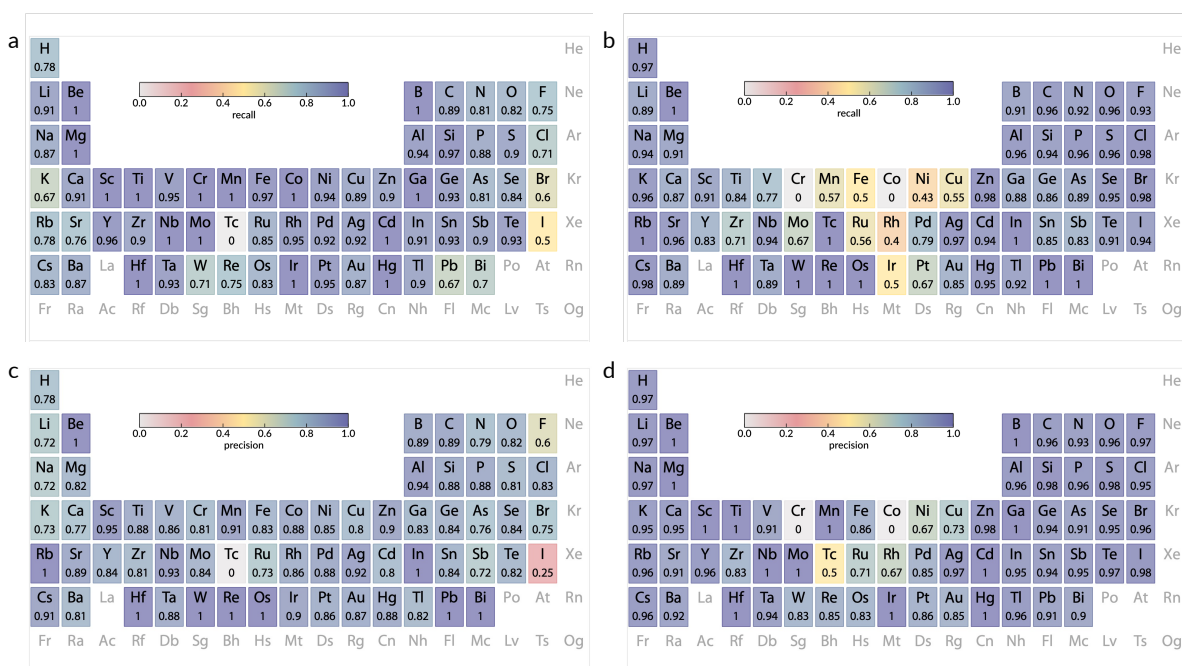 a
H He
0.78
0.0 0.2 0.4 0.6 0.8 1.0
recall
Li Be B C N O F Ne
0.91 1 1 0.89 0.81 0.82 0.75
Na Mg Al Si P S Cl Ar
0.87 1 0.94 0.97 0.88 0.9 0.71
K Ca Sc Ti V Cr Mn Fe Co Ni Cu Zn Ga Ge As Se Br Kr
0.67 0.91 1 1 0.95 1 1 0.97 1 0.94 0.89 0.9 1 0.89 0.81 0.84 0.6
Rb Sr Y Zr Nb Mo Tc Ru Rh Pd Ag Cd In Sn Sb Te I Xe
0.78 0.76 0.96 0.9 1 1 0 0.85 0.95 0.92 0.92 1 0.91 0.93 0.9 0.93 0.5
Cs Ba La Hf Ta W Re Os Ir Pt Au Hg Tl Pb Bi Po At Rn
0.83 0.87 1 0.93 0.71 0.75 0.83 1 0.95 0.87 1 0.9 0.67 0.7
Fr Ra Ac Rf Db Sg Bh Hs Mt Ds Rg Cn Nh Fl Mc Lv Ts Og
b
H He
0.97
0.0 0.2 0.4 0.6 0.8 1.0
recall
Li Be B C N O F Ne
0.89 1 0.91 0.96 0.92 0.96 0.93
Na Mg Al Si P S Cl Ar
0.94 0.91 0.96 0.94 0.96 0.96 0.98
K Ca Sc Ti V Cr Mn Fe Co Ni Cu Zn Ga Ge As Se Br Kr
0.96 0.87 0.91 0.84 0.77 0 0.57 0.5 0 0.43 0.55 0.98 0.88 0.86 0.89 0.95 0.98
Rb Sr Y Zr Nb Mo Tc Ru Rh Pd Ag Cd In Sn Sb Te I Xe
1 0.96 0.83 0.71 0.94 0.67 1 0.56 0.4 0.79 0.97 0.94 1 0.85 0.83 0.91 0.94
Cs Ba La Hf Ta W Re Os Ir Pt Au Hg Tl Pb Bi Po At Rn
0.98 0.89 1 0.89 1 1 1 0.5 0.67 0.85 0.95 0.92 1 1
Fr Ra Ac Rf Db Sg Bh Hs Mt Ds Rg Cn Nh Fl Mc Lv Ts Og
c
H He
0.78
0.0 0.2 0.4 0.6 0.8 1.0
precision
Li Be B C N O F Ne
0.72 1 0.89 0.89 0.79 0.82 0.6
Na Mg Al Si P S Cl Ar
0.72 0.82 0.94 0.88 0.88 0.81 0.83
K Ca Sc Ti V Cr Mn Fe Co Ni Cu Zn Ga Ge As Se Br Kr
0.73 0.77 0.95 0.88 0.86 0.81 0.91 0.83 0.88 0.85 0.8 0.9 0.83 0.84 0.76 0.84 0.75
Rb Sr Y Zr Nb Mo Tc Ru Rh Pd Ag Cd In Sn Sb Te I Xe
1 0.89 0.84 0.81 0.93 0.84 0 0.73 0.86 0.88 0.92 0.8 1 0.84 0.72 0.82 0.25
Cs Ba La Hf Ta W Re Os Ir Pt Au Hg Tl Pb Bi Po At Rn
0.91 0.81 1 0.88 1 1 1 0.9 0.86 0.87 0.88 0.82 1 1
Fr Ra Ac Rf Db Sg Bh Hs Mt Ds Rg Cn Nh Fl Mc Lv Ts Og
d
H He
0.97
0.0 0.2 0.4 0.6 0.8 1.0
precision
Li Be B C N O F Ne
0.97 1 1 0.96 0.93 0.96 0.97
Na Mg Al Si P S Cl Ar
0.97 1 0.96 0.98 0.96 0.98 0.95
K Ca Sc Ti V Cr Mn Fe Co Ni Cu Zn Ga Ge As Se Br Kr
0.95 0.95 1 1 0.91 0 1 0.86 0 0.67 0.73 0.98 1 0.94 0.91 0.95 0.96
Rb Sr Y Zr Nb Mo Tc Ru Rh Pd Ag Cd In Sn Sb Te I Xe
0.96 0.91 0.96 0.83 1 1 0.5 0.71 0.67 0.85 0.97 1 0.95 0.94 0.95 0.97 0.98
Cs Ba La Hf Ta W Re Os Ir Pt Au Hg Tl Pb Bi Po At Rn
0.96 0.92 1 0.94 0.83 0.85 0.83 1 0.86 0.85 1 0.96 0.91 0.9
Fr Ra Ac Rf Db Sg Bh Hs Mt Ds Rg Cn Nh Fl Mc Lv Ts Og